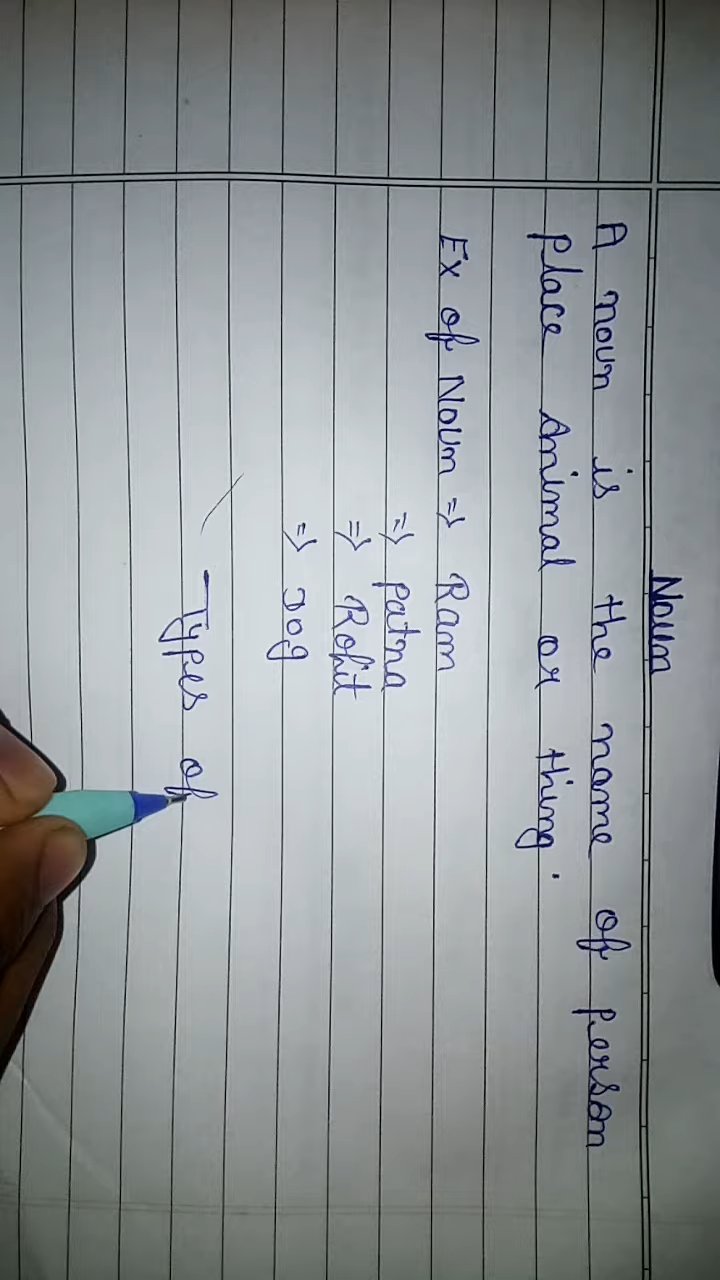 Noun
A noun is the name of Person
Place Animal or thing.
Ex of Noun ⇒ Ram
⇒ Patna
⇒ Rohit
⇒ Dog
Types of